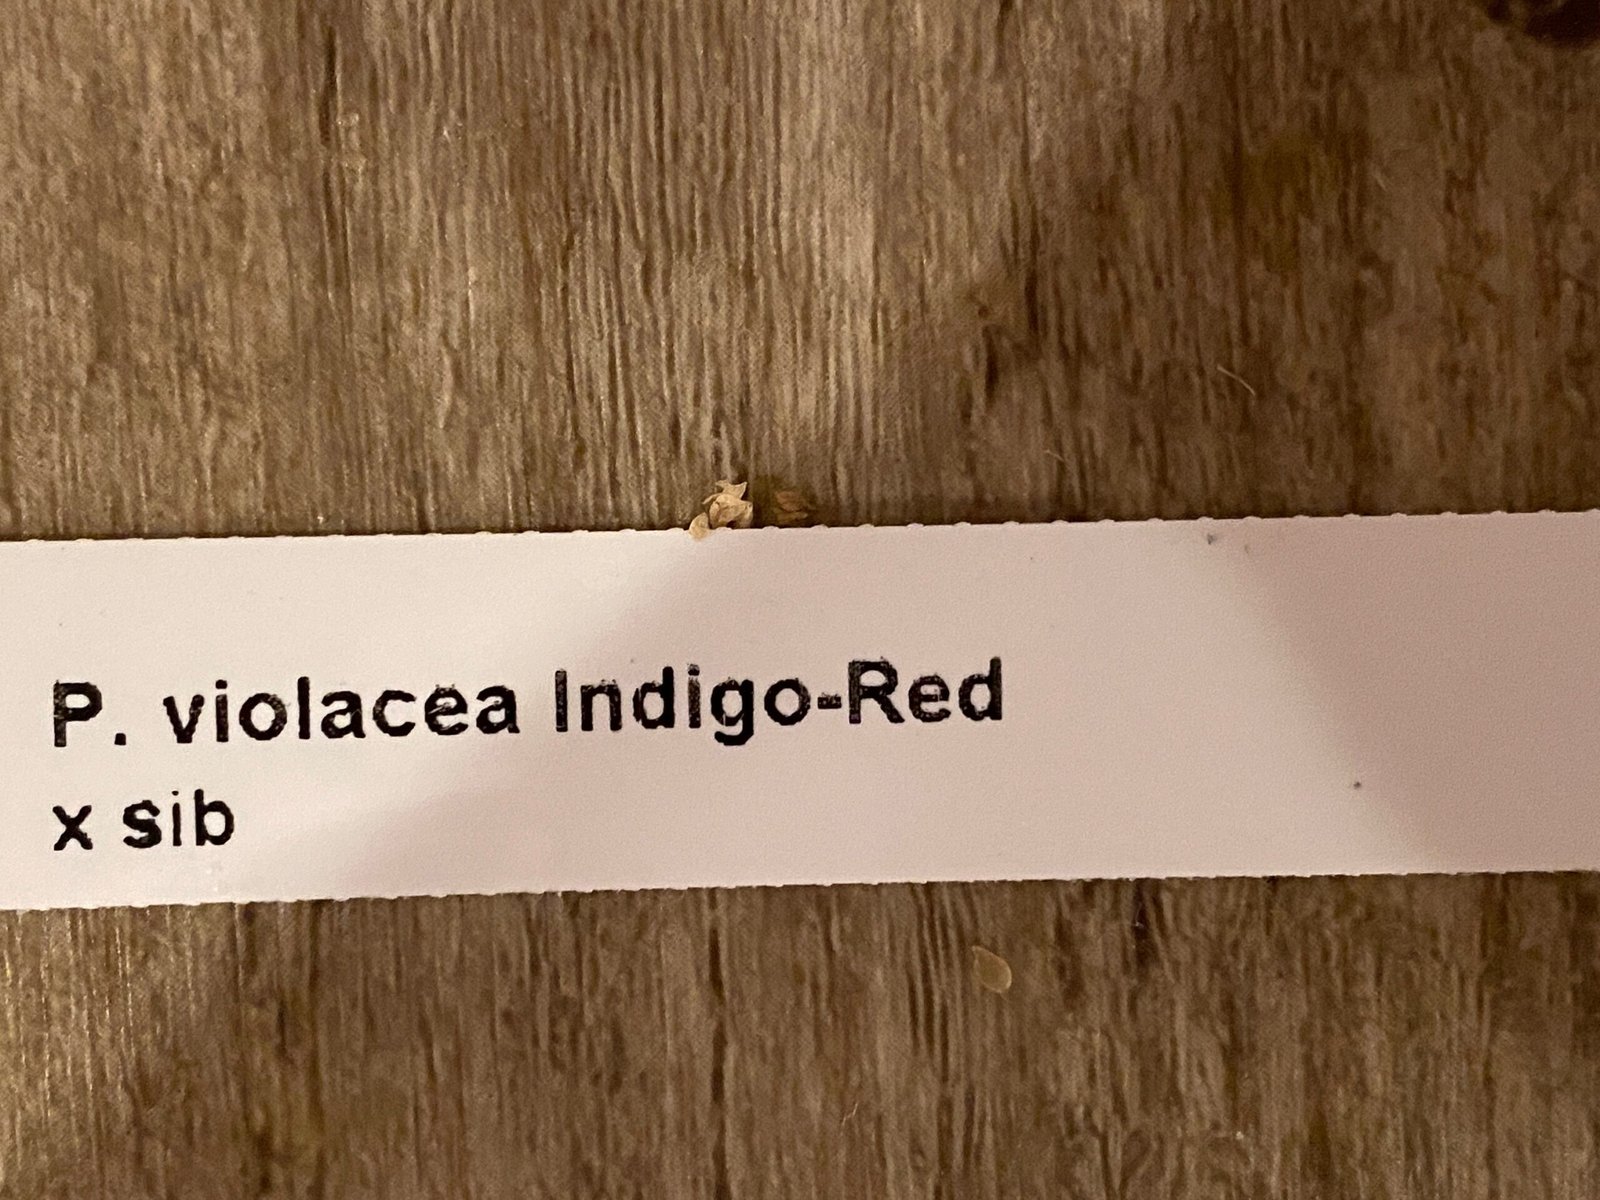 P. violacea Indigo-Red
x sib